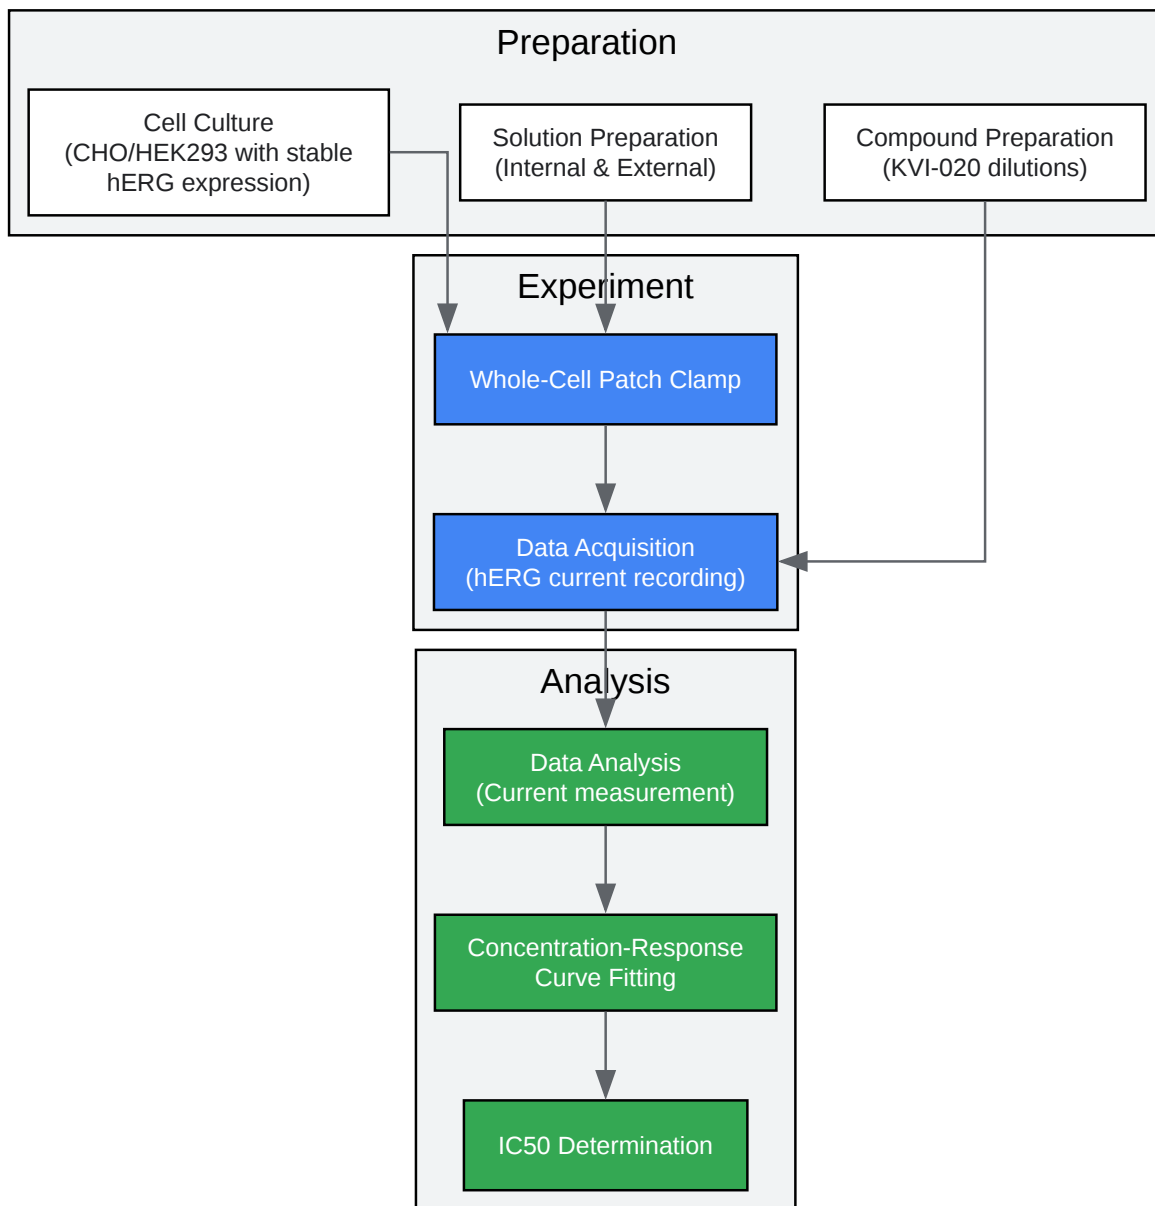 Preparation
Cell Culture
(CHO/HEK293 with stable
hERG expression)
Solution Preparation
(Internal & External)
Compound Preparation
(KVI-020 dilutions)
Experiment
Whole-Cell Patch Clamp
Data Acquisition
(hERG current recording)
Analysis
Data Analysis
(Current measurement)
Concentration-Response
Curve Fitting
IC50 Determination